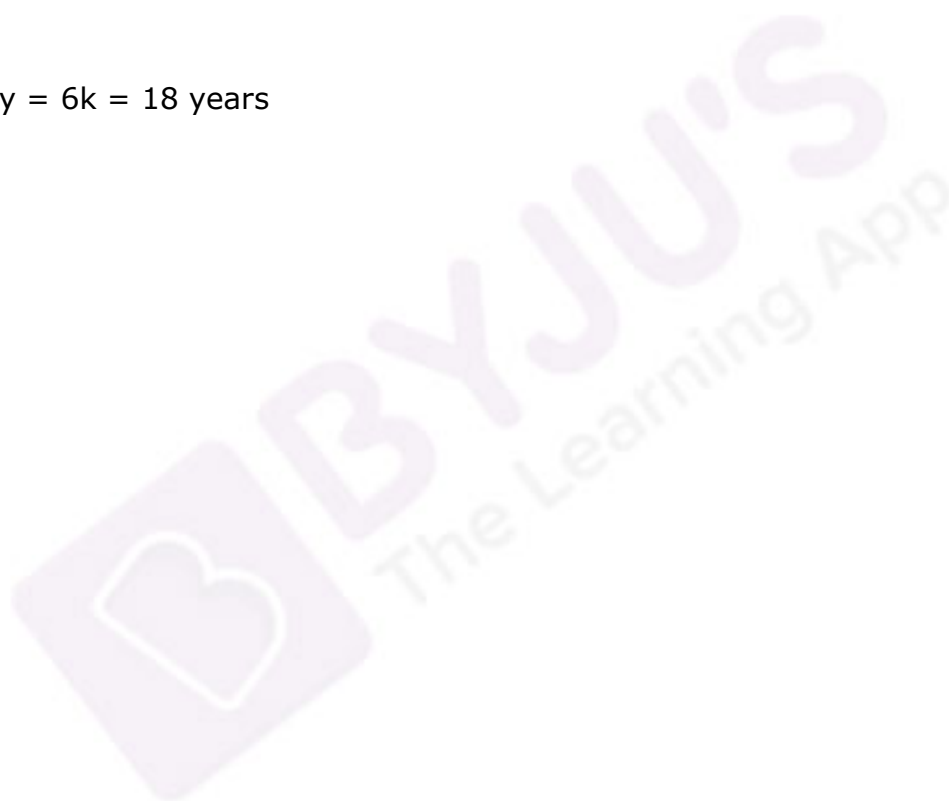 y = 6k = 18 years
BYJU'S
The Learning App